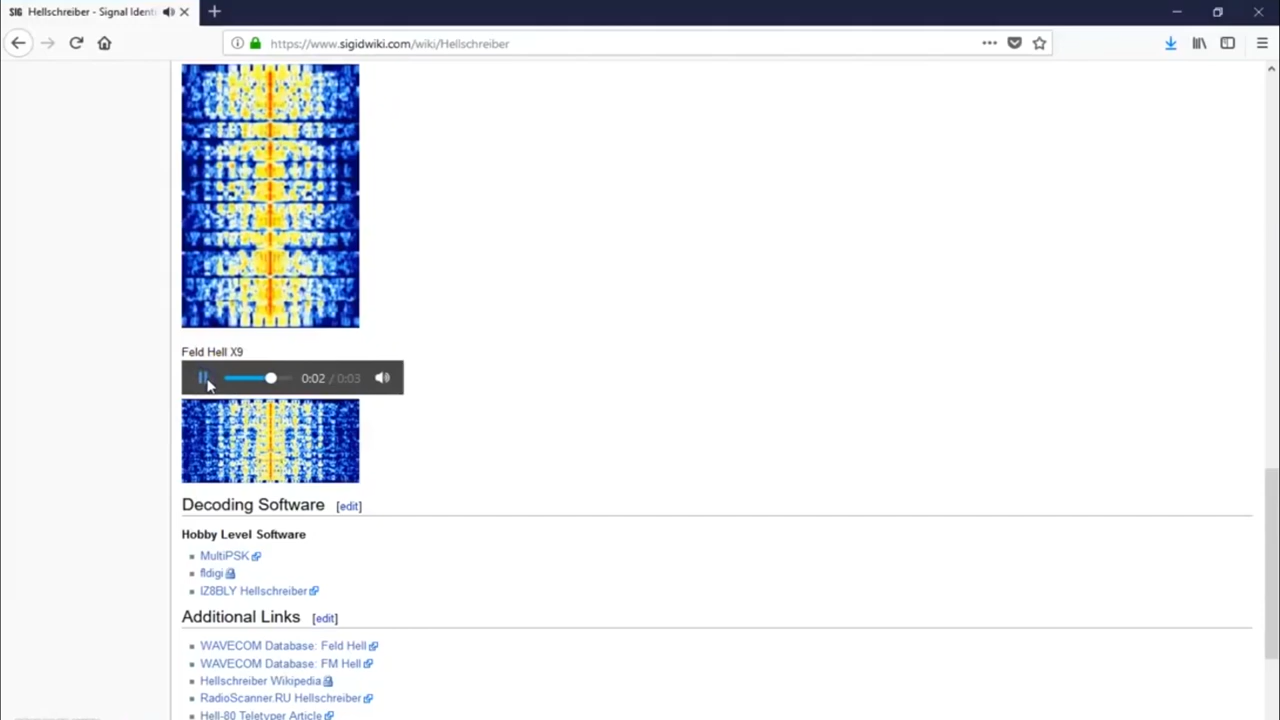 SIG Hellschreiber - Signal Identi
https://www.sigidwiki.com/wiki/Hellschreiber
Feld Hell X9
0:02 / 0:03
Decoding Software [edit]
Hobby Level Software
MultiPSK
fldigi
IZ8BLY Hellschreiber
Additional Links [edit]
WAVECOM Database: Feld Hell
WAVECOM Database: FM Hell
Hellschreiber Wikipedia
RadioScanner.RU Hellschreiber
Hell-80 Teletyper Article